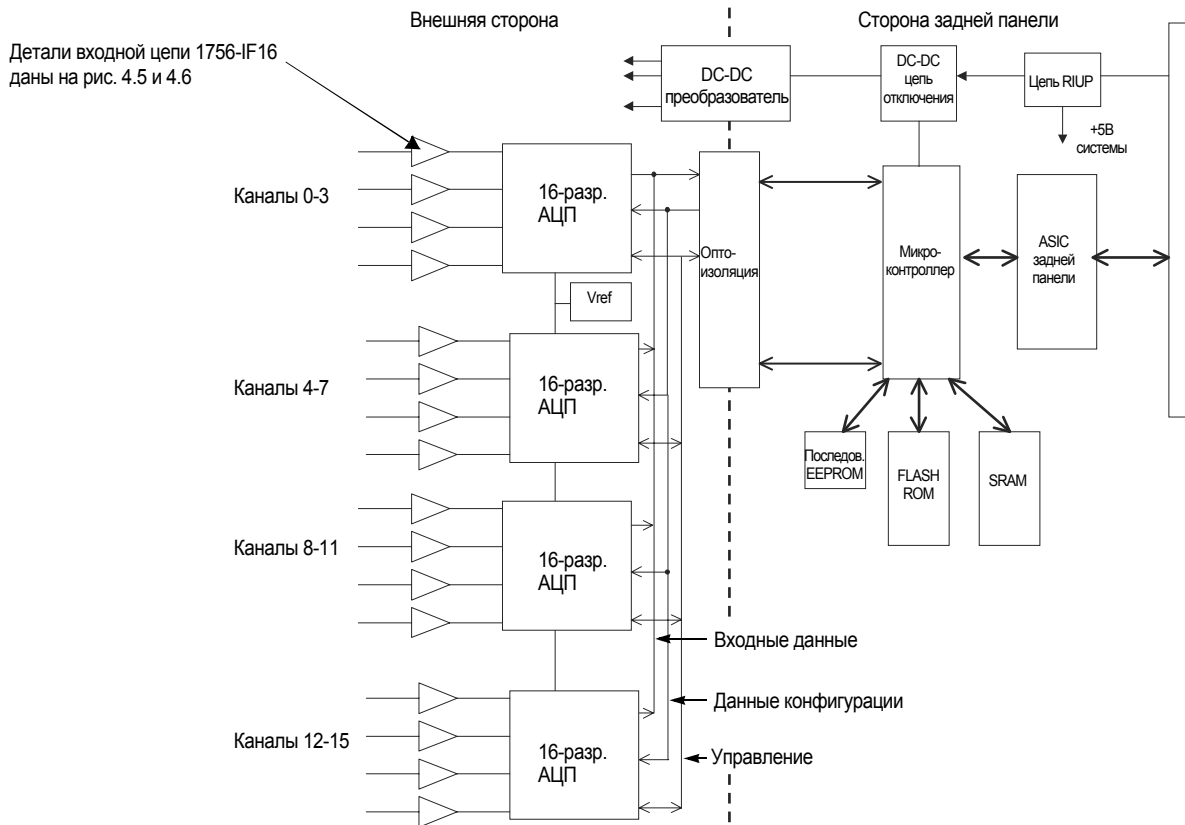 Внешняя сторона
Сторона задней панели
Детали входной цепи 1756-IF16
даны на рис. 4.5 и 4.6
DC-DC
преобразователь
DC-DC
цепь
отключения
Цепь RIUP
+5В
системы
Каналы 0-3
16-разр.
АЦП
Опто-
изоляция
Микро-
контроллер
ASIC
задней
панели
Vref
Каналы 4-7
16-разр.
АЦП
Последов.
EEPROM
FLASH
ROM
SRAM
Каналы 8-11
16-разр.
АЦП
Входные данные
Данные конфигурации
Каналы 12-15
16-разр.
АЦП
Управление